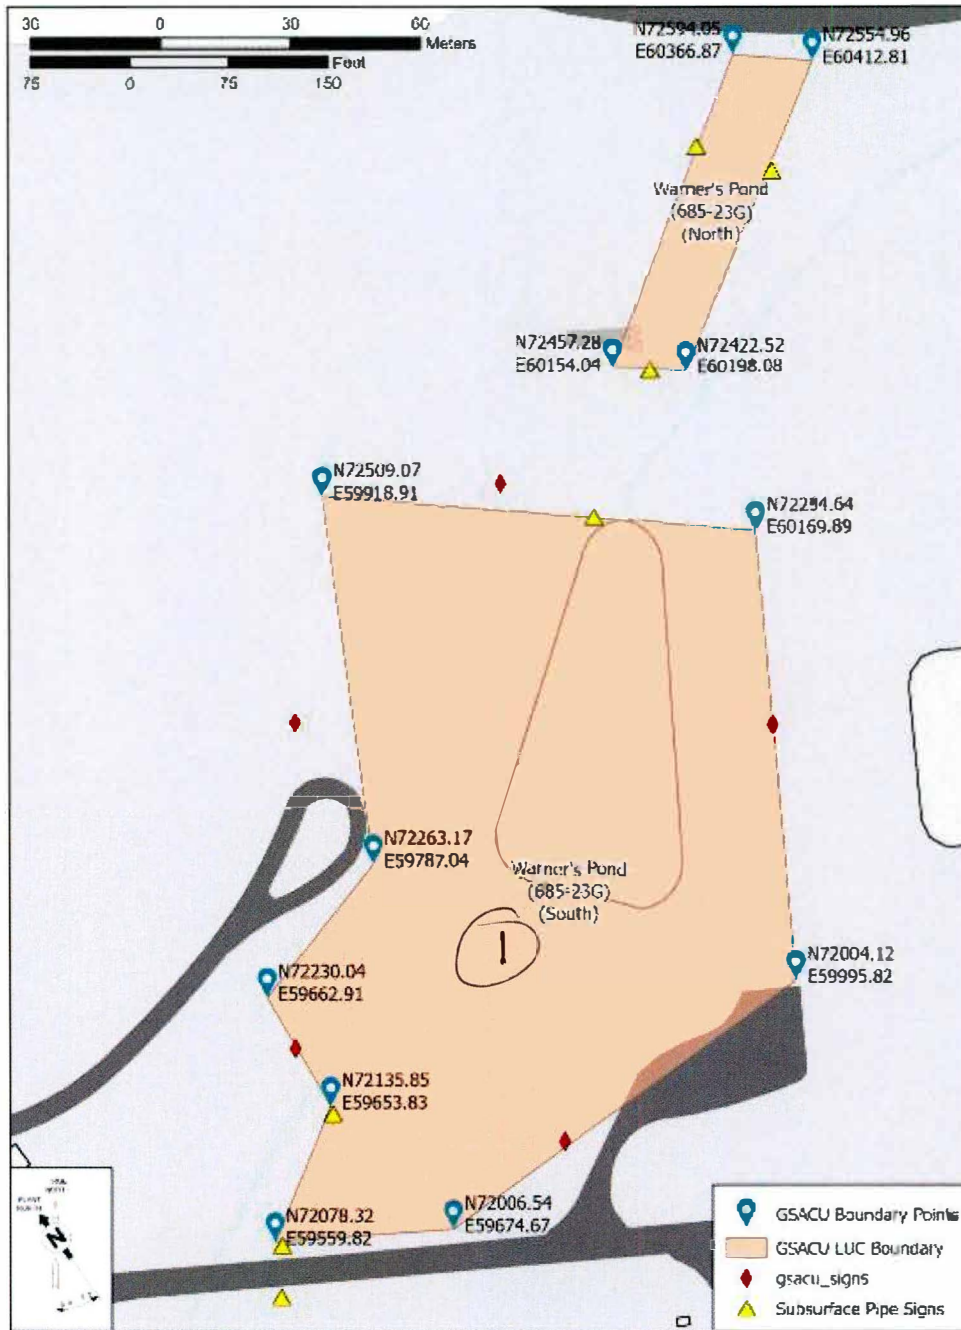 30 0 30 60
Meters
Feet
75 0 75 150
N72594.05
E60366.87
N72554.96
E60412.81
Warner's Pond
(685-23G)
(North)
N72457.28
E60154.04
N72422.52
E60198.08
N72509.07
E59918.91
N72254.64
E60169.89
N72263.17
E59787.04
Warner's Pond
(685-23G)
(South)
1
N72230.04
E59662.91
N72004.12
E59995.82
N72135.85
E59653.83
N72078.32
E59559.82
N72006.54
E59674.67
TRUE
NORTH
PLANT
NORTH
N
GSACU Boundary Points
GSACU LUC Boundary
gsacu_signs
Subsurface Pipe Signs